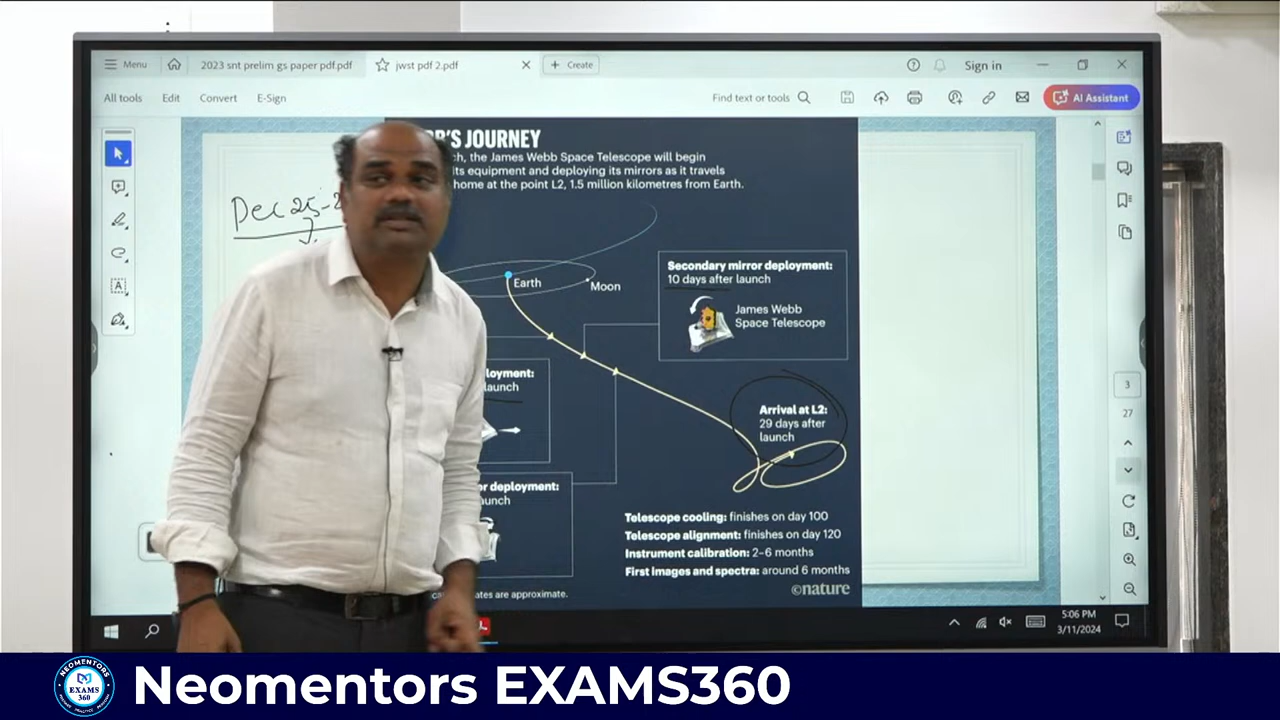 Menu
2023 snt prelim gs paper pdf.pdf
jwst pdf 2.pdf
Create
Sign in
All tools
Edit
Convert
E-Sign
Find text or tools
AI Assistant
JOURNEY
the James Webb Space Telescope will begin
its equipment and deploying its mirrors as it travels
home at the point L2, 1.5 million kilometres from Earth.
Dec 25-2
Earth
Moon
Secondary mirror deployment:
10 days after launch
James Webb
Space Telescope
launch
Arrival at L2:
29 days after
launch
deployment:
Telescope cooling: finishes on day 100
Telescope alignment: finishes on day 120
Instrument calibration: 2–6 months
First images and spectra: around 6 months
are approximate.
©nature
3
27
5:06 PM
3/11/2024
NEOMENTORS
EXAMS
360
Neomentors EXAMS360